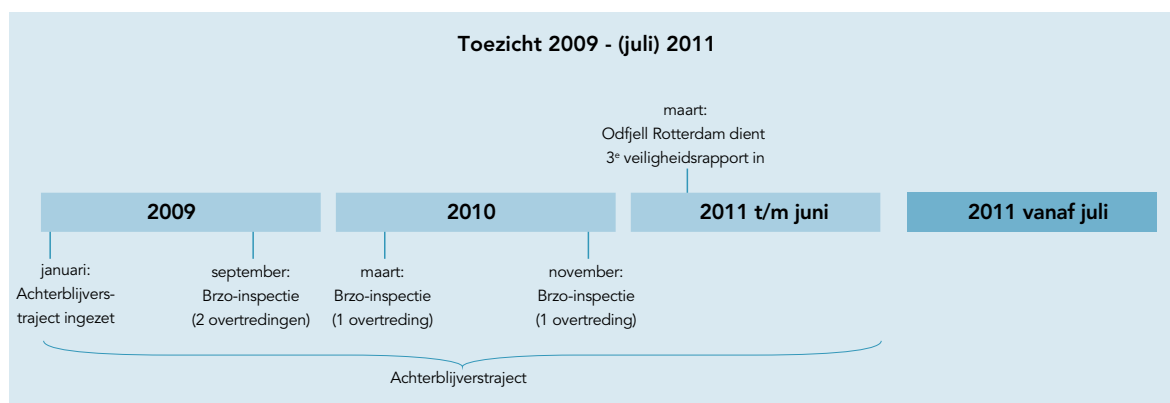 Toezicht 2009 - (juli) 2011
maart:
Odfjell Rotterdam dient
3e veiligheidsrapport in
2009
2010
2011 t/m juni
2011 vanaf juli
januari:
Achterblijvers-
traject ingezet
september:
Brzo-inspectie
(2 overtredingen)
maart:
Brzo-inspectie
(1 overtreding)
november:
Brzo-inspectie
(1 overtreding)
Achterblijverstraject